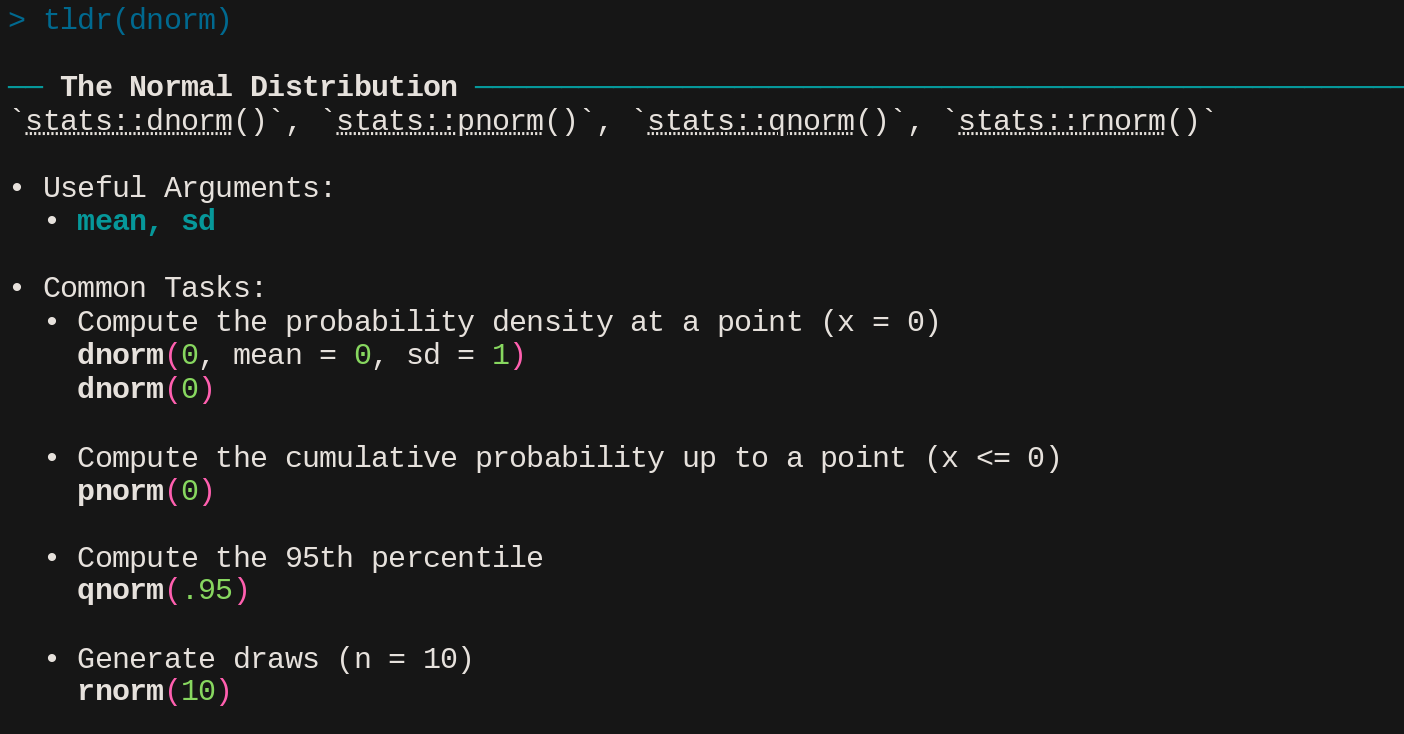 > tldr(dnorm)
── The Normal Distribution ──────────────────────────
`stats::dnorm()`, `stats::pnorm()`, `stats::qnorm()`, `stats::rnorm()`
• Useful Arguments:
• mean, sd
• Common Tasks:
• Compute the probability density at a point (x = 0)
dnorm(0, mean = 0, sd = 1)
dnorm(0)
• Compute the cumulative probability up to a point (x <= 0)
pnorm(0)
• Compute the 95th percentile
qnorm(.95)
• Generate draws (n = 10)
rnorm(10)